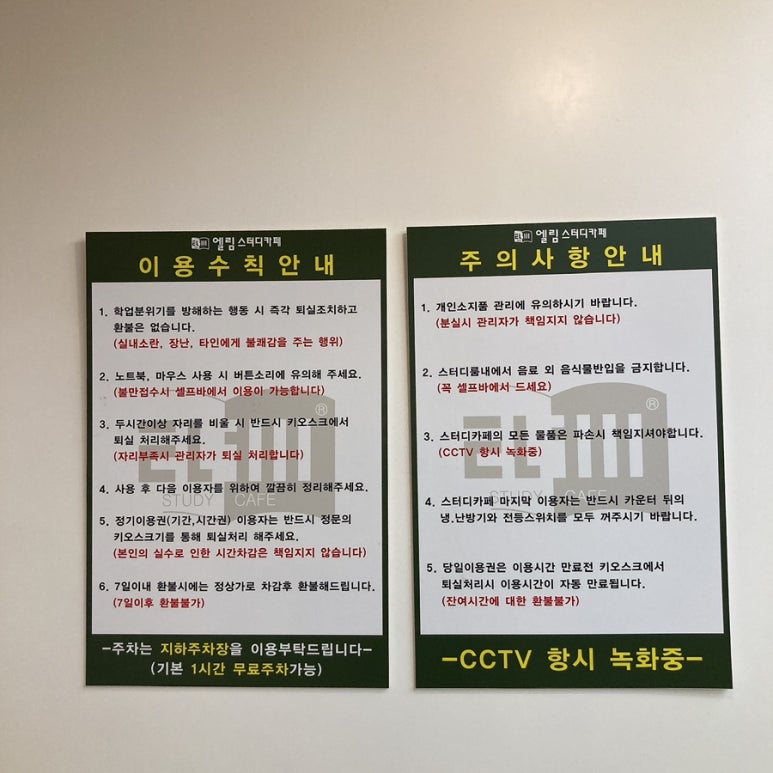 엘림 스터디카페
이용수칙안내
1. 학업분위기를 방해하는 행동 시 즉각 퇴실조치하고
환불은 없습니다.
(실내소란, 장난, 타인에게 불쾌감을 주는 행위)
2. 노트북, 마우스 사용 시 버튼소리에 유의해 주세요.
(불만접수시 셀프바에서 이용이 가능합니다)
3. 두시간이상 자리를 비울 시 반드시 키오스크에서
퇴실 처리해주세요.
(자리부족시 관리자가 퇴실 처리합니다)
4. 사용 후 다음 이용자를 위하여 깔끔히 정리해주세요.
5. 정기이용권(기간,시간권) 이용자는 반드시 정문의
키오스크기를 통해 퇴실처리 해주세요.
(본인의 실수로 인한 시간차감은 책임지지 않습니다)
6. 7일이내 환불시에는 정상가로 차감후 환불해드립니다.
(7일이후 환불불가)
STUDY CAFE
®
-주차는 지하주차장을 이용부탁드립니다-
(기본 1시간 무료주차가능)
엘림 스터디카페
주의사항안내
1. 개인소지품 관리에 유의하시기 바랍니다.
(분실시 관리자가 책임지지 않습니다)
2. 스터디룸내에서 음료 외 음식물반입을 금지합니다.
(꼭 셀프바에서 드세요)
3. 스터디카페의 모든 물품은 파손시 책임지셔야합니다.
(CCTV 항시 녹화중)
4. 스터디카페 마지막 이용자는 반드시 카운터 뒤의
냉.난방기와 전등스위치를 모두 꺼주시기 바랍니다.
5. 당일이용권은 이용시간 만료전 키오스크에서
퇴실처리시 이용시간이 자동 만료됩니다.
(잔여시간에 대한 환불불가)
STUDY CAFE
®
-CCTV 항시 녹화중-